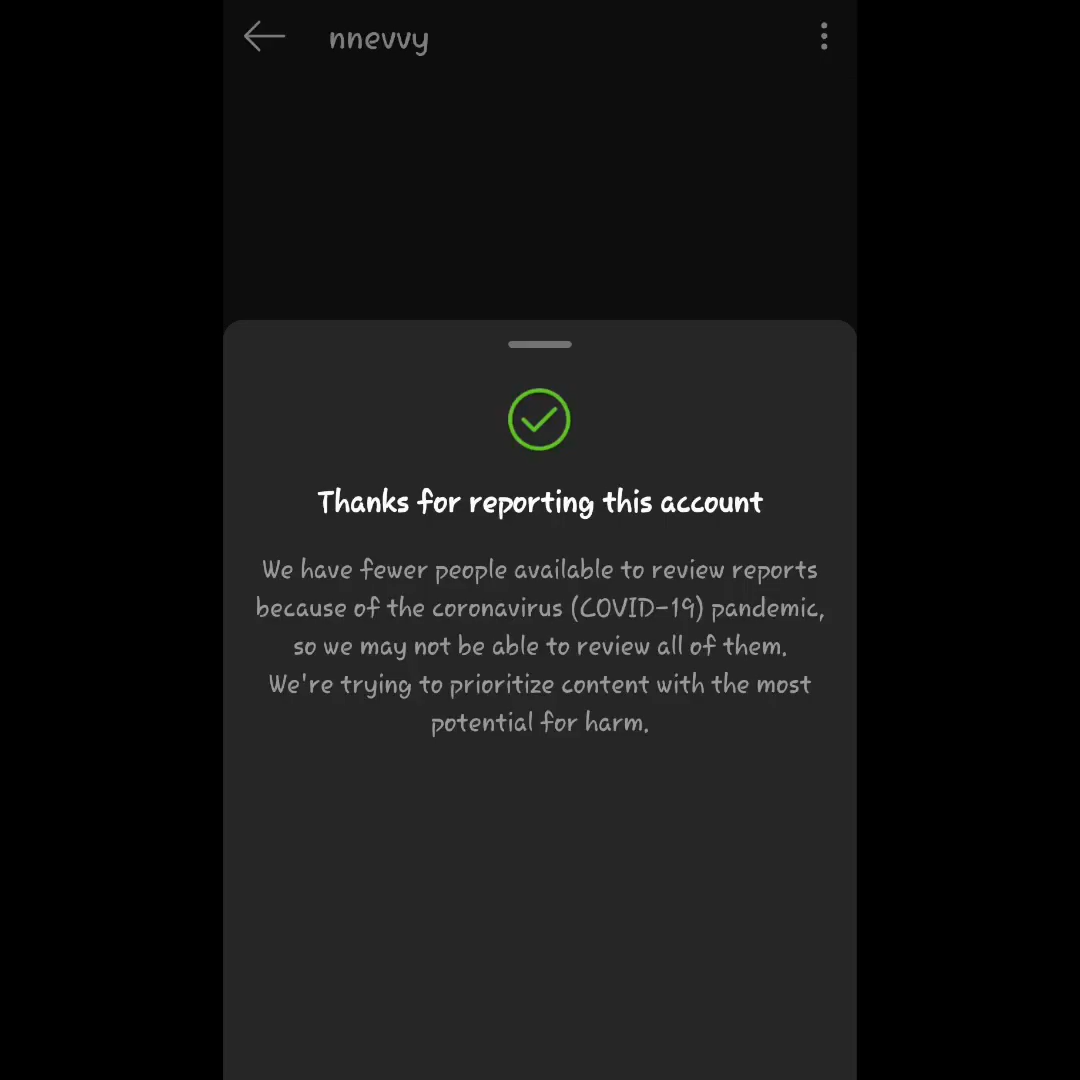 nnevvy
Thanks for reporting this account
We have fewer people available to review reports
because of the coronavirus (COVID-19) pandemic,
so we may not be able to review all of them.
We're trying to prioritize content with the most
potential for harm.